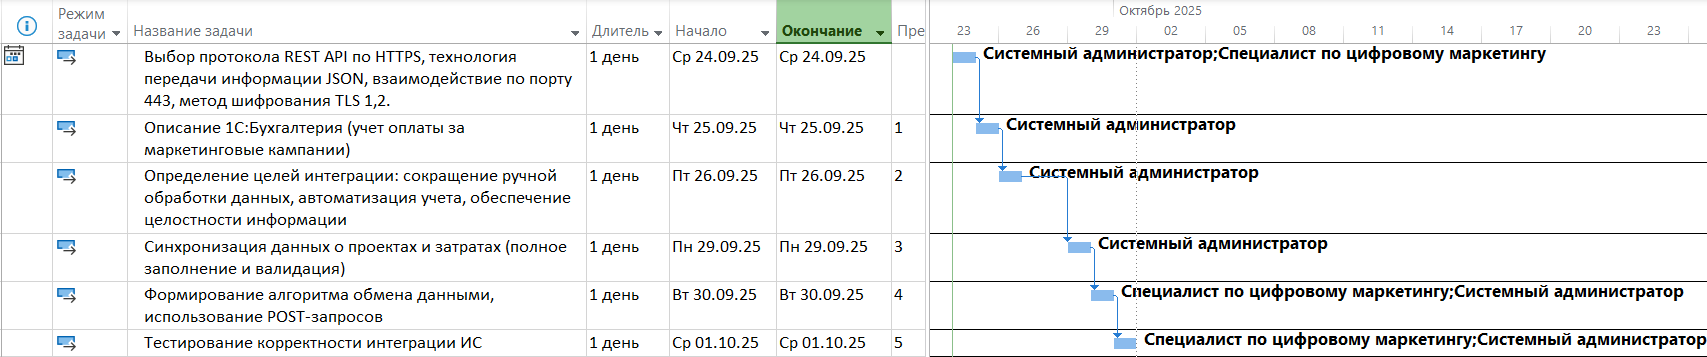 Октябрь 2025
Режим задачи Название задачи Длитель Начало Окончание Пре
23 26 29 02 05 08 11 14 17 20 23
Выбор протокола REST API по HTTPS, технология 1 день Ср 24.09.25 Ср 24.09.25 Системный администратор;Специалист по цифровому маркетингу
передачи информации JSON, взаимодействие по порту
443, метод шифрования TLS 1,2.
Описание 1С:Бухгалтерия (учет оплаты за 1 день Чт 25.09.25 Чт 25.09.25 1 Системный администратор
маркетинговые кампании)
Определение целей интеграции: сокращение ручной 1 день Пт 26.09.25 Пт 26.09.25 2 Системный администратор
обработки данных, автоматизация учета, обеспечение
целостности информации
Синхронизация данных о проектах и затратах (полное 1 день Пн 29.09.25 Пн 29.09.25 3 Системный администратор
заполнение и валидация)
Формирование алгоритма обмена данными, 1 день Вт 30.09.25 Вт 30.09.25 4 Специалист по цифровому маркетингу;Системный администратор
использование POST-запросов
Тестирование корректности интеграции ИС 1 день Ср 01.10.25 Ср 01.10.25 5 Специалист по цифровому маркетингу;Системный администратор